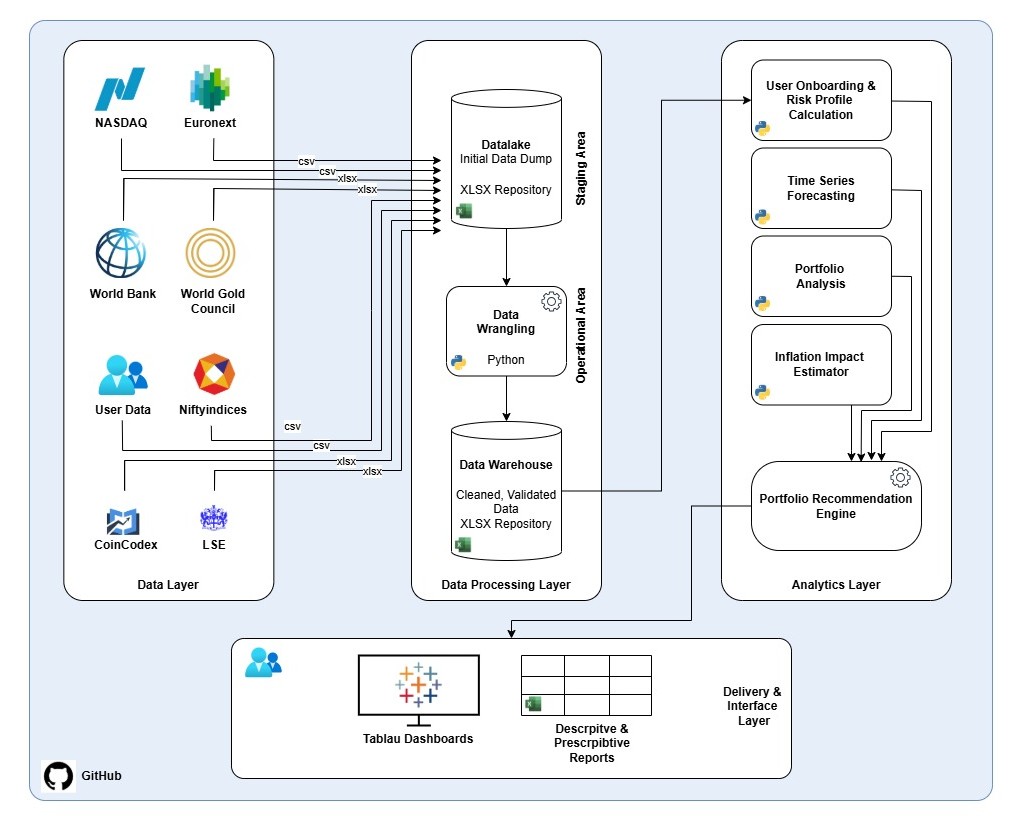 NASDAQ
Euronext
csv
csv
xlsx
xlsx
World Bank
World Gold
Council
User Data
Niftyindices
csv
csv
xlsx
xlsx
CoinCodex
LSE
Data Layer
Datalake
Initial Data Dump
XLSX Repository
Staging Area
Data
Wrangling
Python
Operational Area
Data Warehouse
Cleaned, Validated
Data
XLSX Repository
Data Processing Layer
User Onboarding &
Risk Profile
Calculation
Time Series
Forecasting
Portfolio
Analysis
Inflation Impact
Estimator
Portfolio Recommendation
Engine
Analytics Layer
Tablau Dashboards
Descrpitve &
Prescrpibtive
Reports
Delivery &
Interface
Layer
GitHub